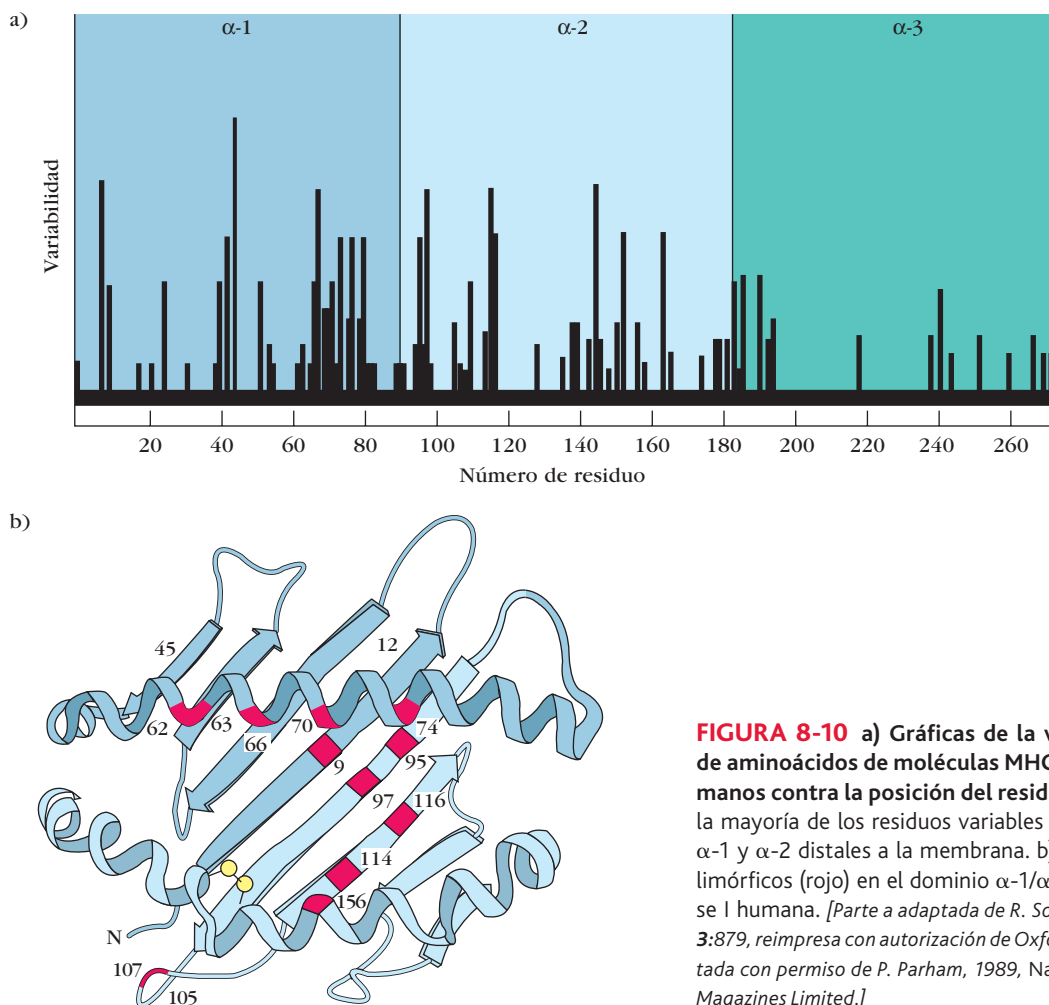 a)
α-1
α-2
α-3
Variabilidad
20 40 60 80 100 120 140 160 180 200 220 240 260
Número de residuo
b)
45
12
62
63
66
70
74
9
95
97
116
114
156
N
107
105
FIGURA 8-10 a) Gráficas de la v
de aminoácidos de moléculas MHC
manos contra la posición del resid
la mayoría de los residuos variables
α-1 y α-2 distales a la membrana. b)
limórficos (rojo) en el dominio α-1/α
se I humana. [Parte a adaptada de R. So
3:879, reimpresa con autorización de Oxfo
tada con permiso de P. Parham, 1989, Na
Magazines Limited.]